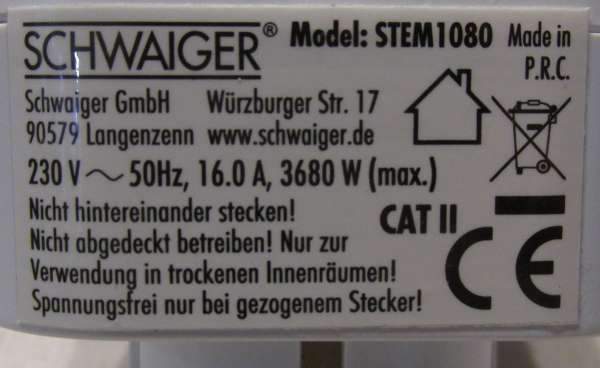 SCHWAIGER® Model: STEM1080 Made in
P.R.C.
Schwaiger GmbH Würzburger Str. 17
90579 Langenzenn www.schwaiger.de
230 V ~ 50Hz, 16.0 A, 3680 W (max.)
Nicht hintereinander stecken!
Nicht abgedeckt betreiben! Nur zur
Verwendung in trockenen Innenräumen!
Spannungsfrei nur bei gezogenem Stecker!
CAT II
CE